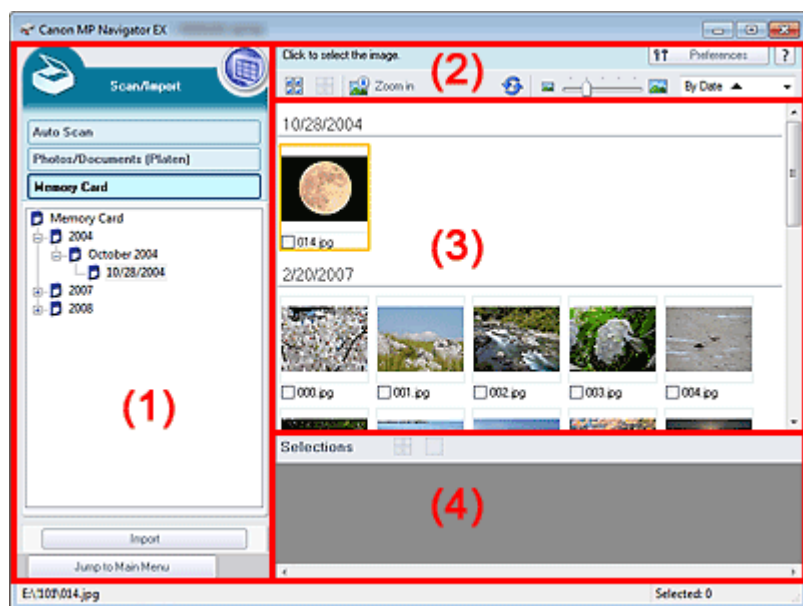 Canon MP Navigator EX
Scan/Import
Auto Scan
Photos/Documents (Platen)
Memory Card
Memory Card
2004
October 2004
10/28/2004
2007
2008
(1)
Import
Jump to Main Menu
Click to select the image.
Preferences
?
(2)
Zoom in
By Date
10/28/2004
014.jpg
(3)
2/20/2007
000.jpg
001.jpg
002.jpg
003.jpg
004.jpg
Selections
(4)
E:\103\014.jpg
Selected: 0